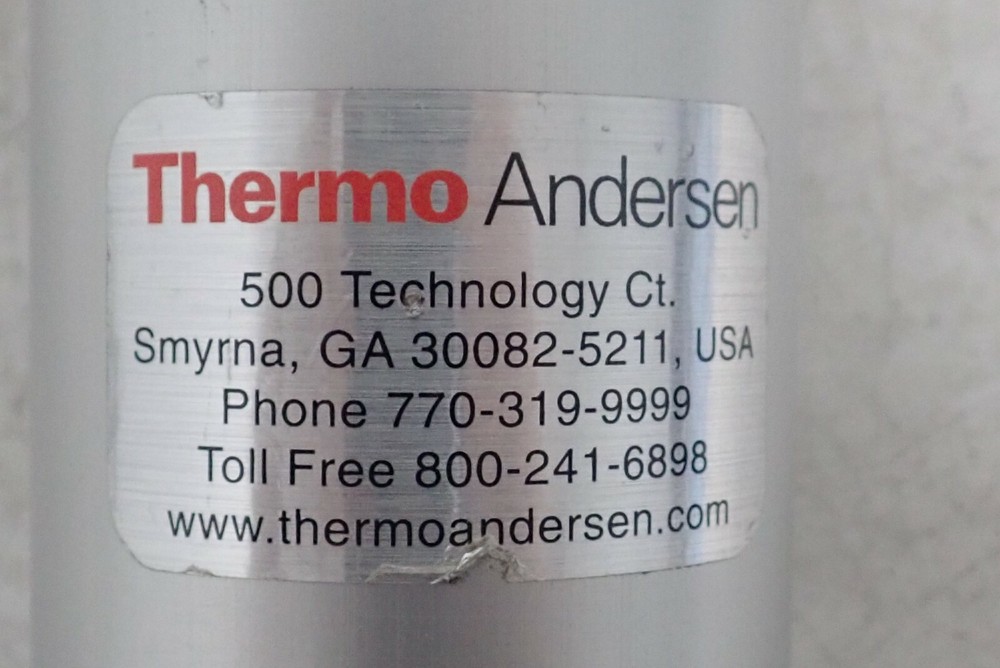 Thermo Andersen
500 Technology Ct.
Smyrna, GA 30082-5211, USA
Phone 770-319-9999
Toll Free 800-241-6898
www.thermoandersen.com